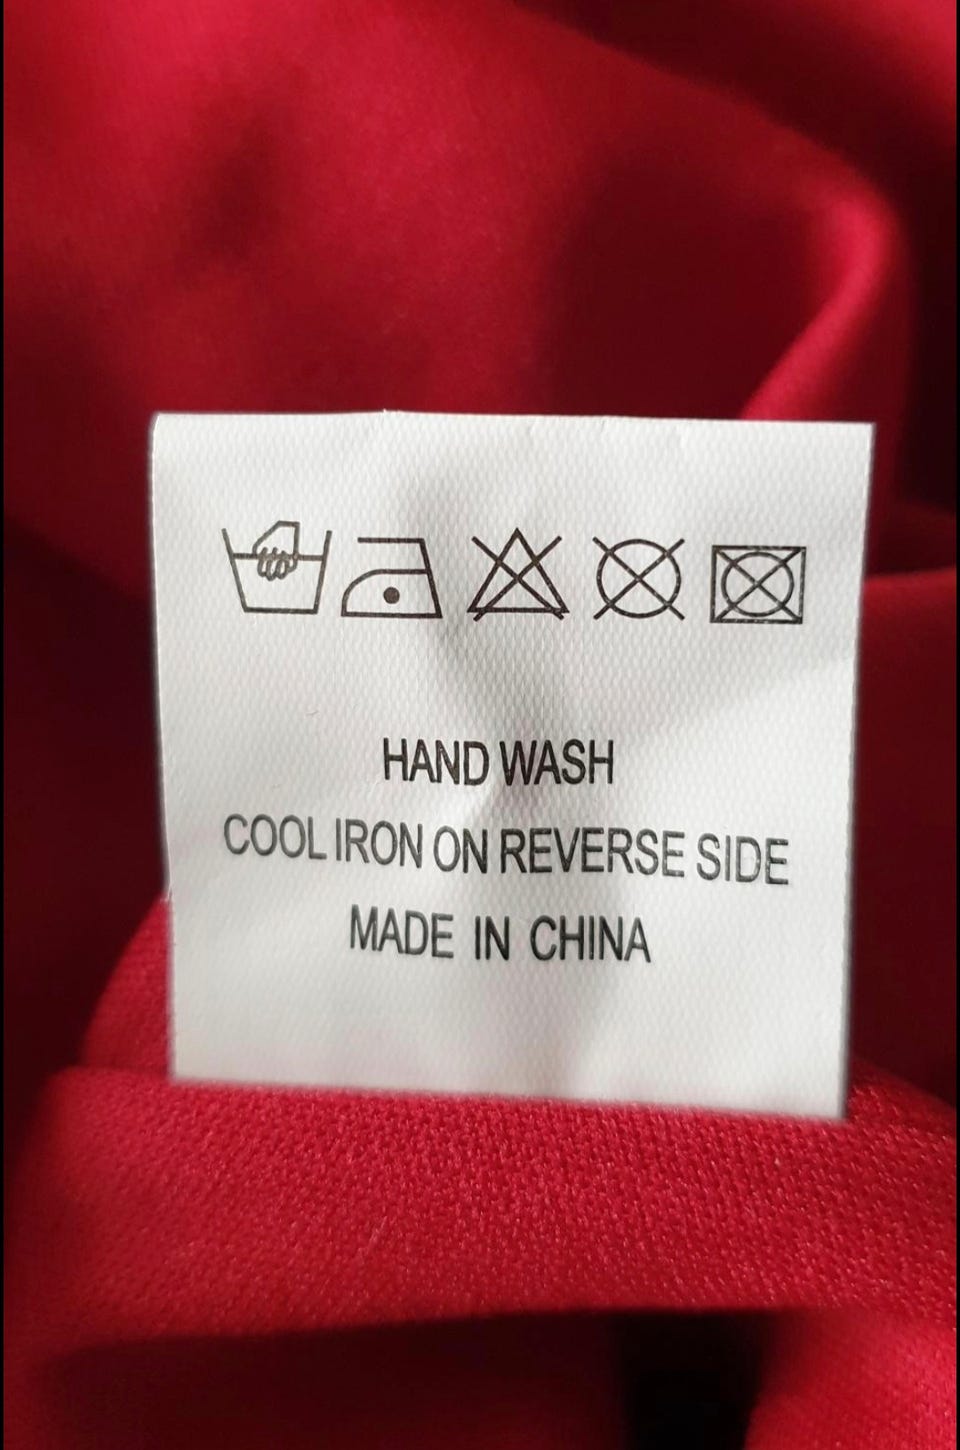 HAND WASH
COOL IRON ON REVERSE SIDE
MADE IN CHINA